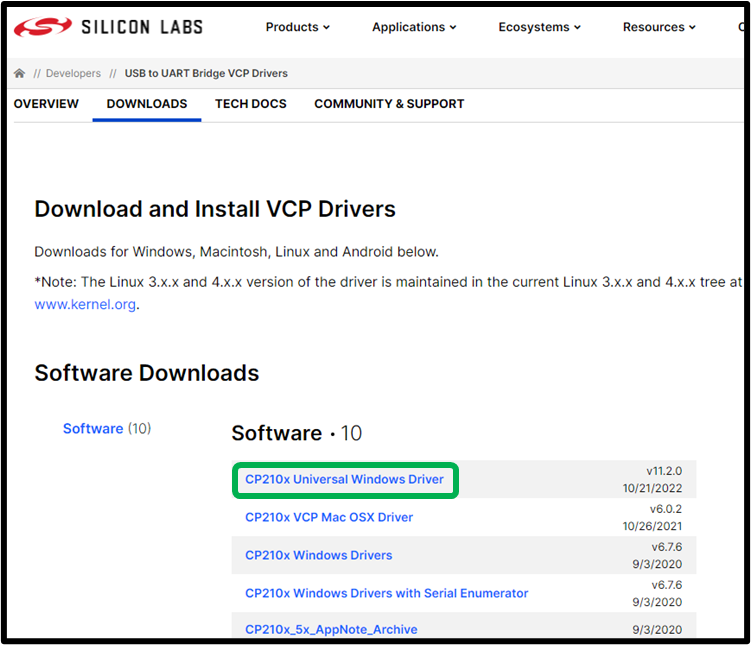 SILICON LABS Products Applications Ecosystems Resources
// Developers // USB to UART Bridge VCP Drivers
OVERVIEW DOWNLOADS TECH DOCS COMMUNITY & SUPPORT
Download and Install VCP Drivers
Downloads for Windows, Macintosh, Linux and Android below.
*Note: The Linux 3.x.x and 4.x.x version of the driver is maintained in the current Linux 3.x.x and 4.x.x tree at
www.kernel.org.
Software Downloads
Software (10)
Software • 10
CP210x Universal Windows Driver v11.2.0
10/21/2022
CP210x VCP Mac OSX Driver v6.0.2
10/26/2021
CP210x Windows Drivers v6.7.6
9/3/2020
CP210x Windows Drivers with Serial Enumerator v6.7.6
9/3/2020
CP210x_5x_AppNote_Archive 9/3/2020